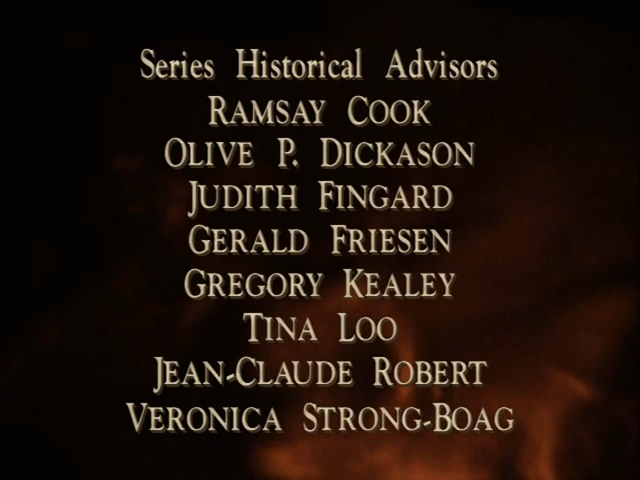 Series Historical Advisors
RAMSAY COOK
OLIVE P. DICKASON
JUDITH FINGARD
GERALD FRIESEN
GREGORY KEALEY
TINA LOO
JEAN-CLAUDE ROBERT
VERONICA STRONG-BOAG